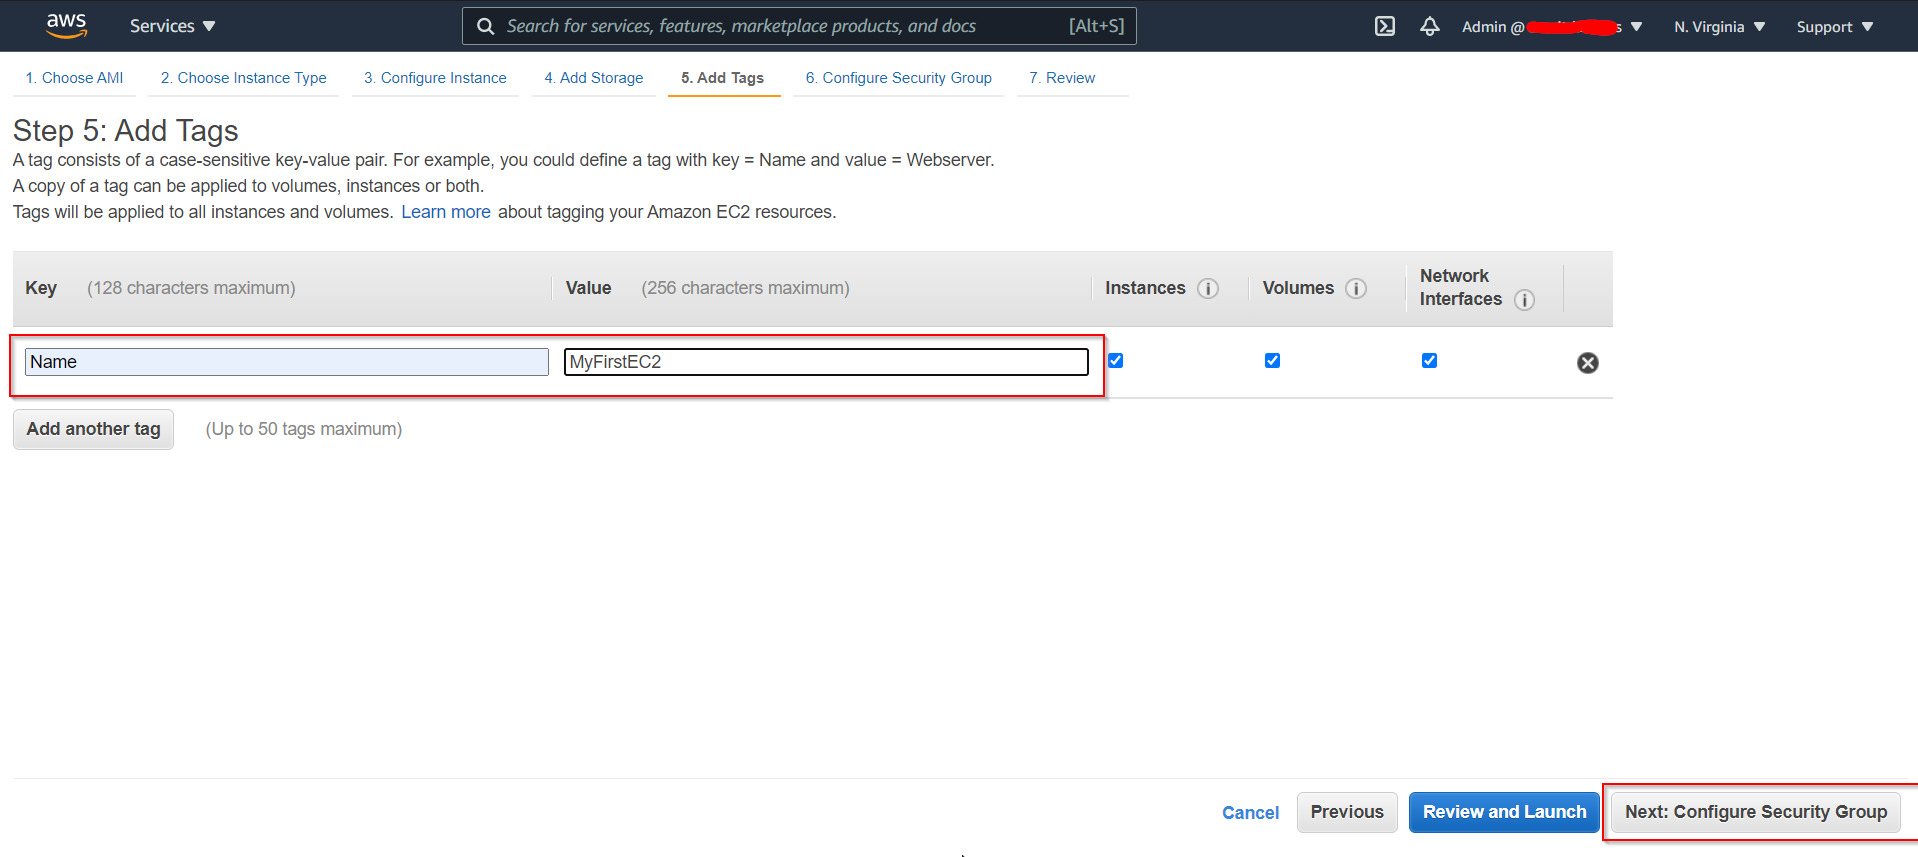 aws
Services
Search for services, features, marketplace products, and docs [Alt+S]
Admin @
N. Virginia
Support
1. Choose AMI
2. Choose Instance Type
3. Configure Instance
4. Add Storage
5. Add Tags
6. Configure Security Group
7. Review
Step 5: Add Tags
A tag consists of a case-sensitive key-value pair. For example, you could define a tag with key = Name and value = Webserver.
A copy of a tag can be applied to volumes, instances or both.
Tags will be applied to all instances and volumes. Learn more about tagging your Amazon EC2 resources.
Key (128 characters maximum)
Value (256 characters maximum)
Instances
Volumes
Network
Interfaces
Name
MyFirstEC2
Add another tag
(Up to 50 tags maximum)
Cancel
Previous
Review and Launch
Next: Configure Security Group